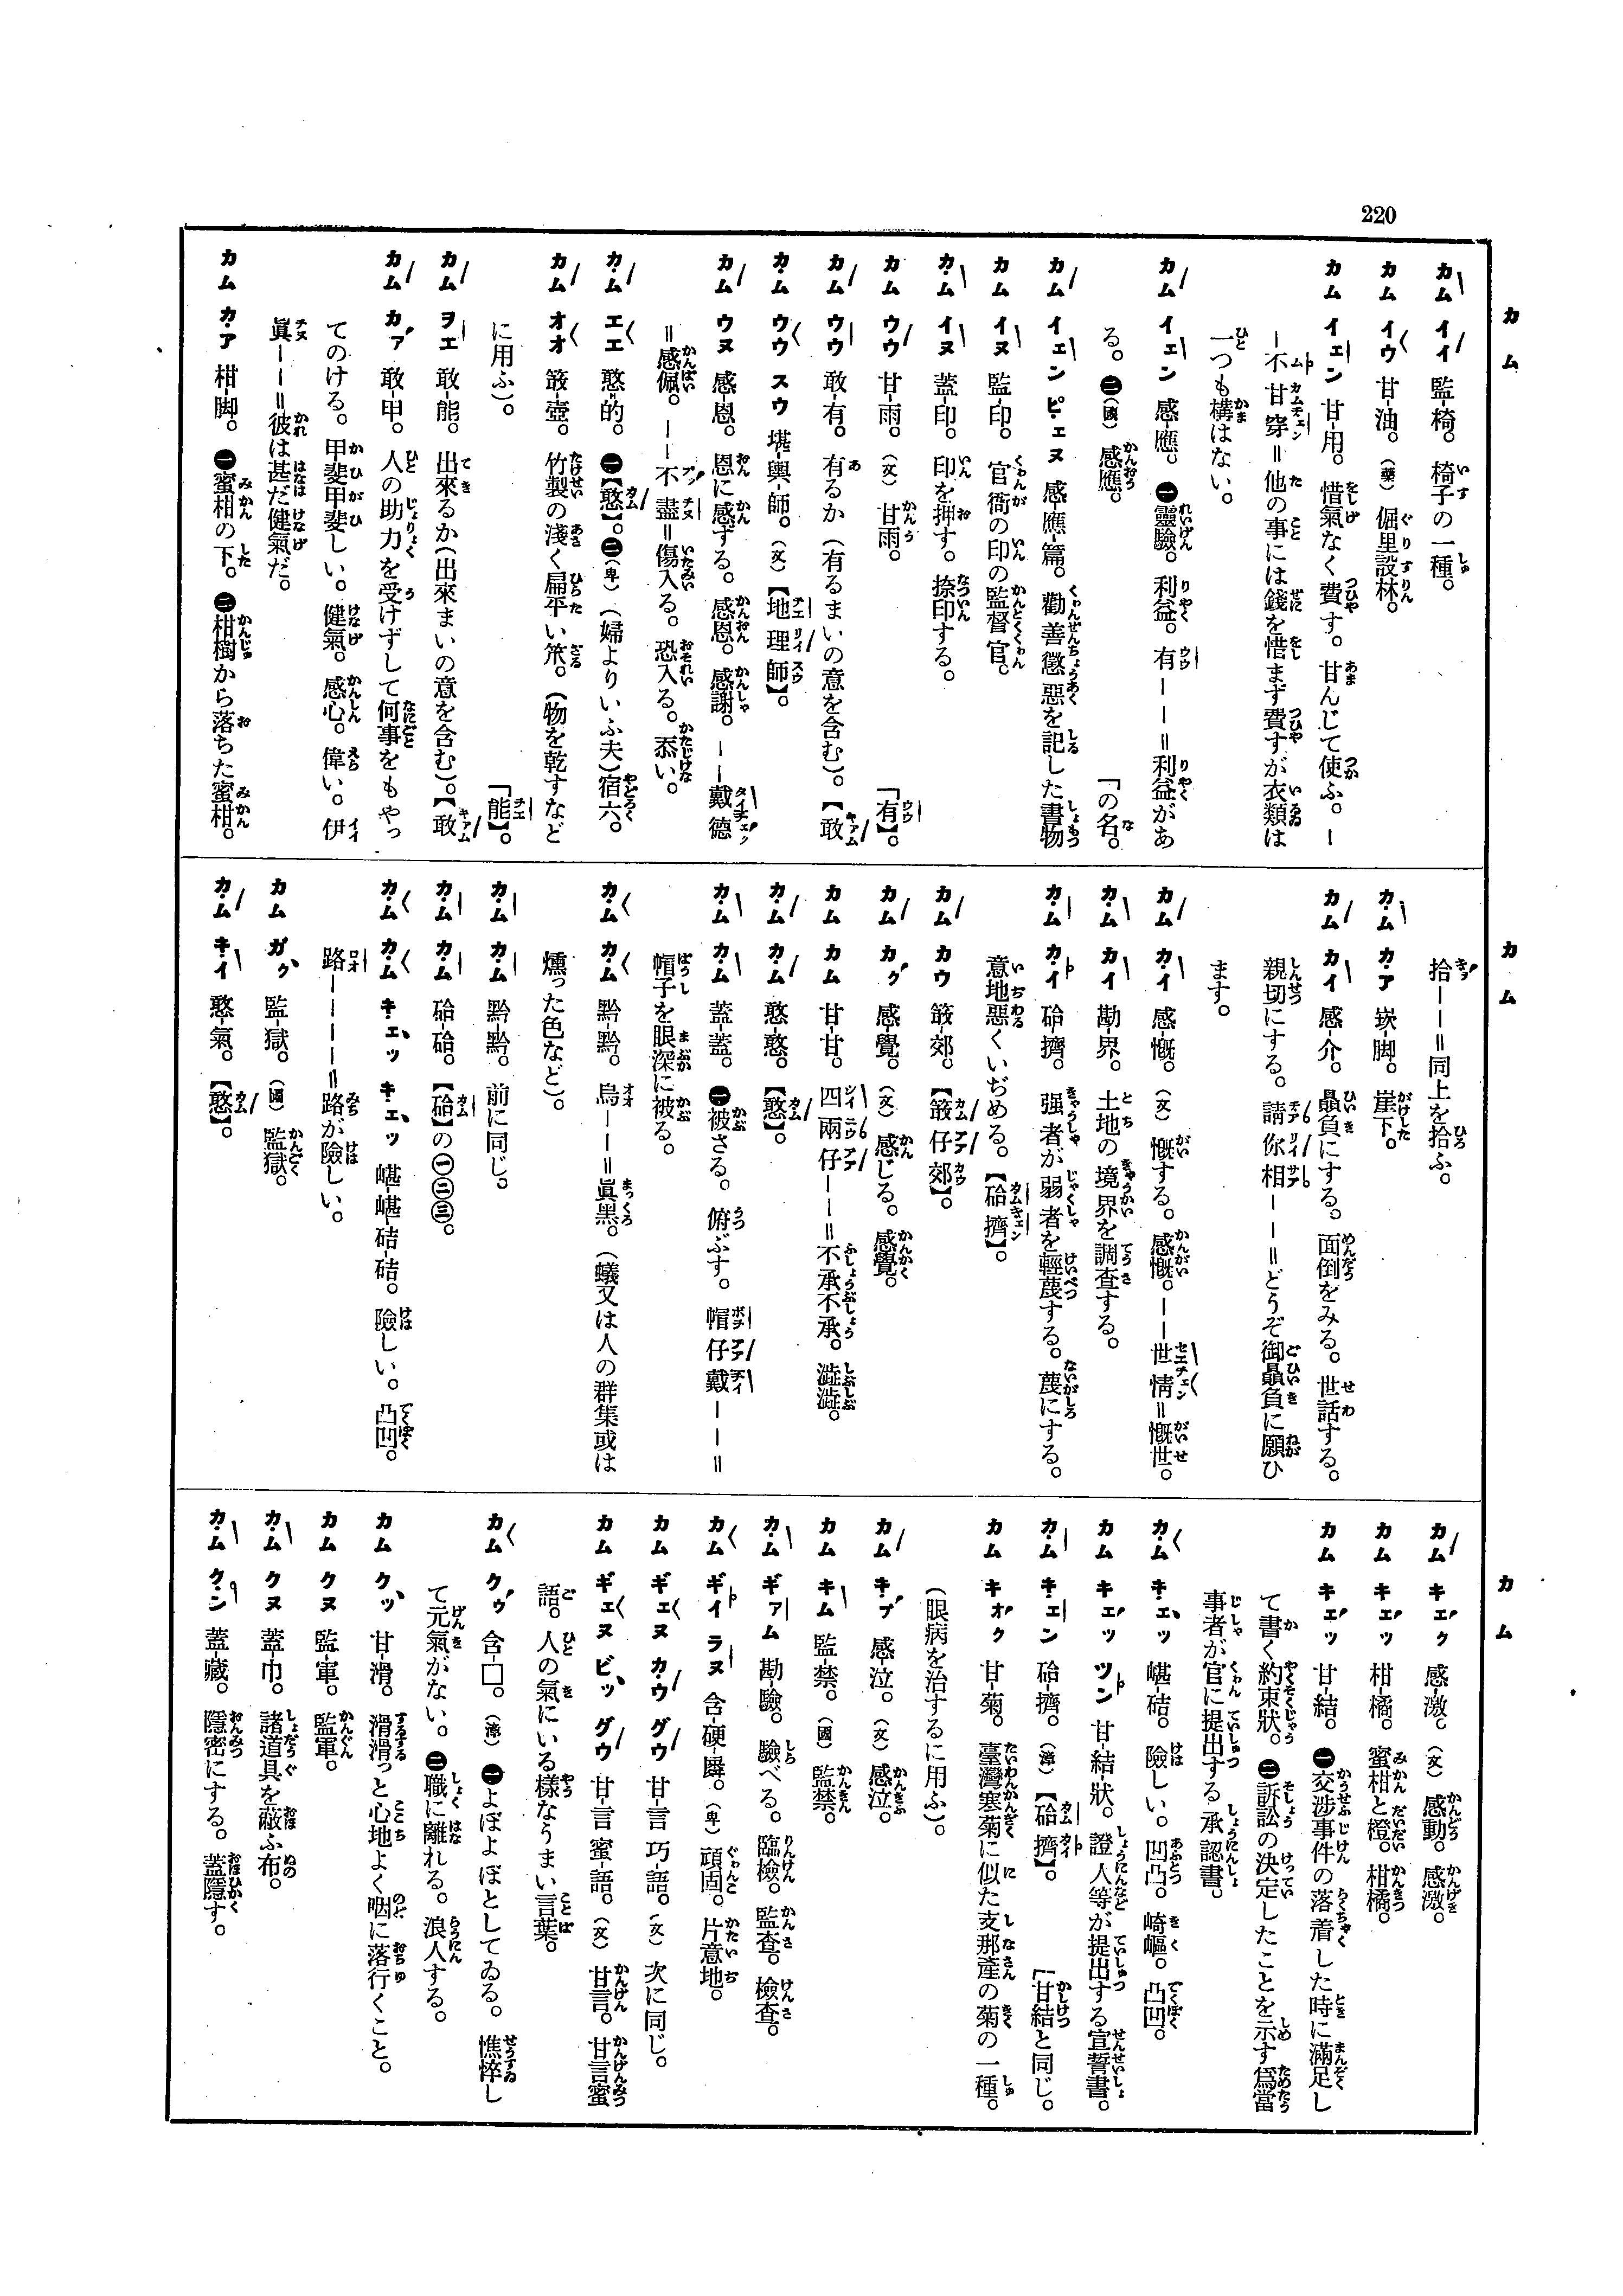 220
カム
カム イイ 監-椅。椅子の一種。
カム イウ 甘-油。(藥) 倔里設林。
カム イェン 甘-用。惜氣なく費す。甘んじて使ふ。—
—不 甘 穿＝他の事には錢を惜まず費すが衣類は
一つも構はない。
カム イェン 感-應。㊀靈驗。利益。有———＝利益があ
る。㊁(國) 感應。「の名。
カム イェン ピェヌ 感-應-篇。勸善懲惡を記した書物
カム イヌ 監-印。官衙の印の監督官。
カム イヌ 蓋-印。印を押す。捺印する。
カム ウウ 甘-雨。(文) 甘雨。「有】。
カム ウウ 敢-有。有るか(有るまいの意を含む)。【敢
カム ウウ スウ 堪-輿-師。(文)【地 理 師】。
カム ウヌ 感-恩。恩に感ずる。感恩。感謝。——戴 德
＝感佩。——不 盡＝傷入る。恐入る。忝い。
カム エエ 憨-的。㊀【憨】。㊁(卑) (婦よりいふ夫)宿六。
カム オオ 𥴊-壺。竹製の淺く扁平い笊。(物を乾すなど
に用ふ)。「能】。
カム ヲエ 敢-能。出來るか(出來まいの意を含む)。【敢
カム カァ 敢-甲。人の助力を受けずして何事をもやっ
てのける。甲斐甲斐しい。健氣。感心。偉い。伊
眞——＝彼は甚だ健氣だ。
カム カア 柑-脚。㊀蜜柑の下。㊁柑樹から落ちた蜜柑。
カム
拾——＝同上を拾ふ。
カム カア 崁-脚。崖下。
カム カイ 感-介。贔負にする。面倒をみる。世話する。
親切にする。請 你 相——＝どうぞ御贔負に願ひ
ます。
カム カイ 感-慨。(文) 慨する。感慨。——世 情＝慨世。
カム カイ 勘-界。土地の境界を調査する。
カム カイ 䂼-擠。强者が弱者を輕蔑する。蔑にする。
意地惡くいぢめる。【䂼 擠】。
カム カウ 𥴊-郊。【𥴊 仔 郊】。
カム カク 感-覺。(文) 感じる。感覺。
カム カム 甘-甘。四 兩 仔——＝不承不承。澁澁。
カム カム 憨-憨。【憨】。
カム カム 蓋-蓋。㊀被さる。俯ぶす。帽 仔 戴——＝
帽子を眼深に被る。
カム カム 黔-黔。烏——＝眞黑。(蟻又は人の群集或は
燻った色など)。
カム カム 黔-黔。前に同じ。
カム カム 䂼-䂼。【䂼】の㊀㊁㊂。
カム カム キェッ キェッ 嵁-嵁-硈-硈。險しい。凸凹。
路————＝路が險しい。
カム ガク 監-獄。(國) 監獄。
カム キイ 憨-氣。【憨】。
カム
カム キェク 感-激。(文) 感動。感激。
カム キェッ 柑-橘。蜜柑と橙。柑橘。
カム キェッ 甘-結。㊀交涉事件の落着した時に滿足し
て書く約束狀。㊁訴訟の決定したことを示す爲當
事者が官に提出する承認書。
カム キェッ 嵁-硈。險しい。凹凸。崎嶇。凸凹。
カム キェッ ツン 甘-結-狀。證人等が提出する宣誓書。
カム キェン 䂼-擠。(漳)【䂼 擠】。「甘結と同じ。
カム キォク 甘-菊。臺灣寒菊に似た支那產の菊の一種。
(眼病を治するに用ふ)。
カム キプ 感-泣。(文) 感泣。
カム キム 監-禁。(國) 監禁。
カム ギァム 勘-驗。驗べる。臨檢。監查。檢查。
カム ギイ ラヌ 含-硬-𡳞。(卑) 頑固。片意地。
カム ギェヌ カウ グウ 甘-言 巧-語。(文) 次に同じ。
カム ギェヌ ビッ グウ 甘-言 蜜-語。(文) 甘言。甘言蜜
語。人の氣にいる樣なうまい言葉。
カム クゥ 含-囗。(漳) ㊀よぼよぼとしてゐる。憔悴し
て元氣がない。㊁職に離れる。浪人する。
カム クッ 甘-滑。滑滑っと心地よく咽に落行くこと。
カム クヌ 監-軍。監軍。
カム クヌ 蓋-巾。諸道具を蔽ふ布。
カム クン 蓋-藏。隱密にする。蓋隱す。